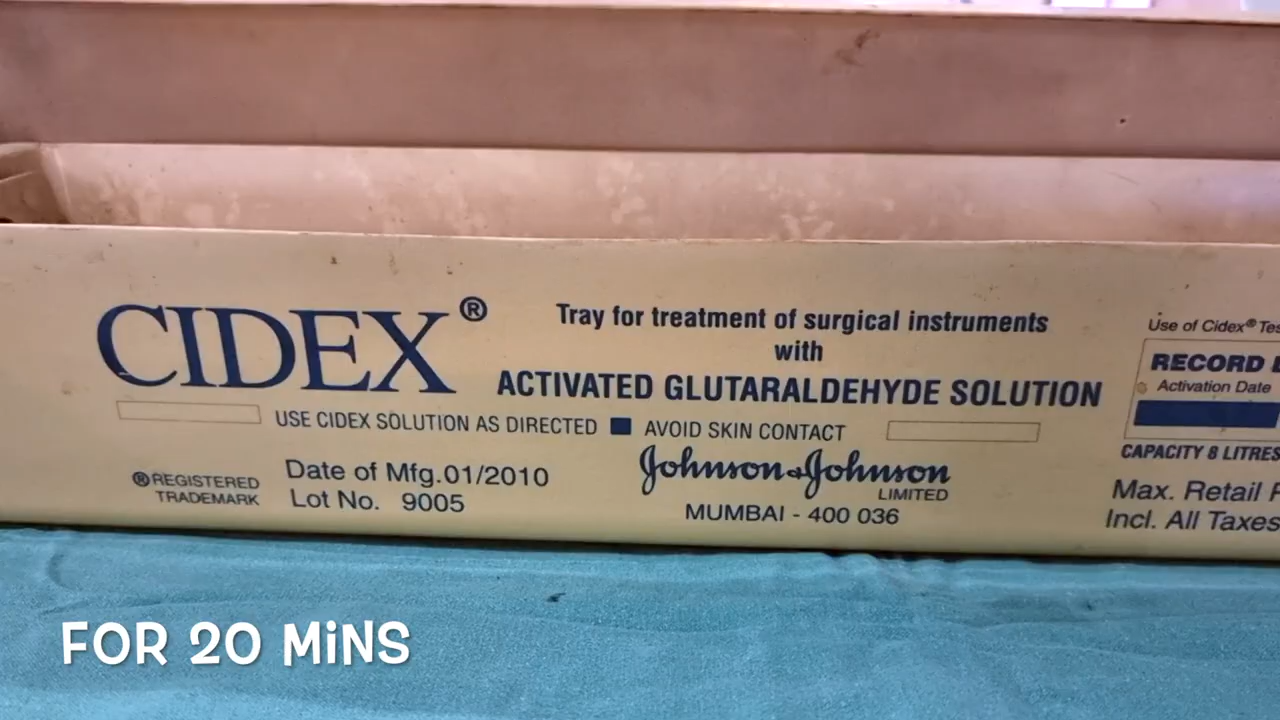 CIDEX®
Tray for treatment of surgical instruments
with
ACTIVATED GLUTARALDEHYDE SOLUTION
USE CIDEX SOLUTION AS DIRECTED AVOID SKIN CONTACT
®REGISTERED
TRADEMARK
Date of Mfg.01/2010
Lot No. 9005
Johnson & Johnson
LIMITED
MUMBAI - 400 036
Use of Cidex®
RECORD
Activation Date
CAPACITY 8 LITRES
Max. Retail
Incl. All Taxes
FOR 20 MiNS